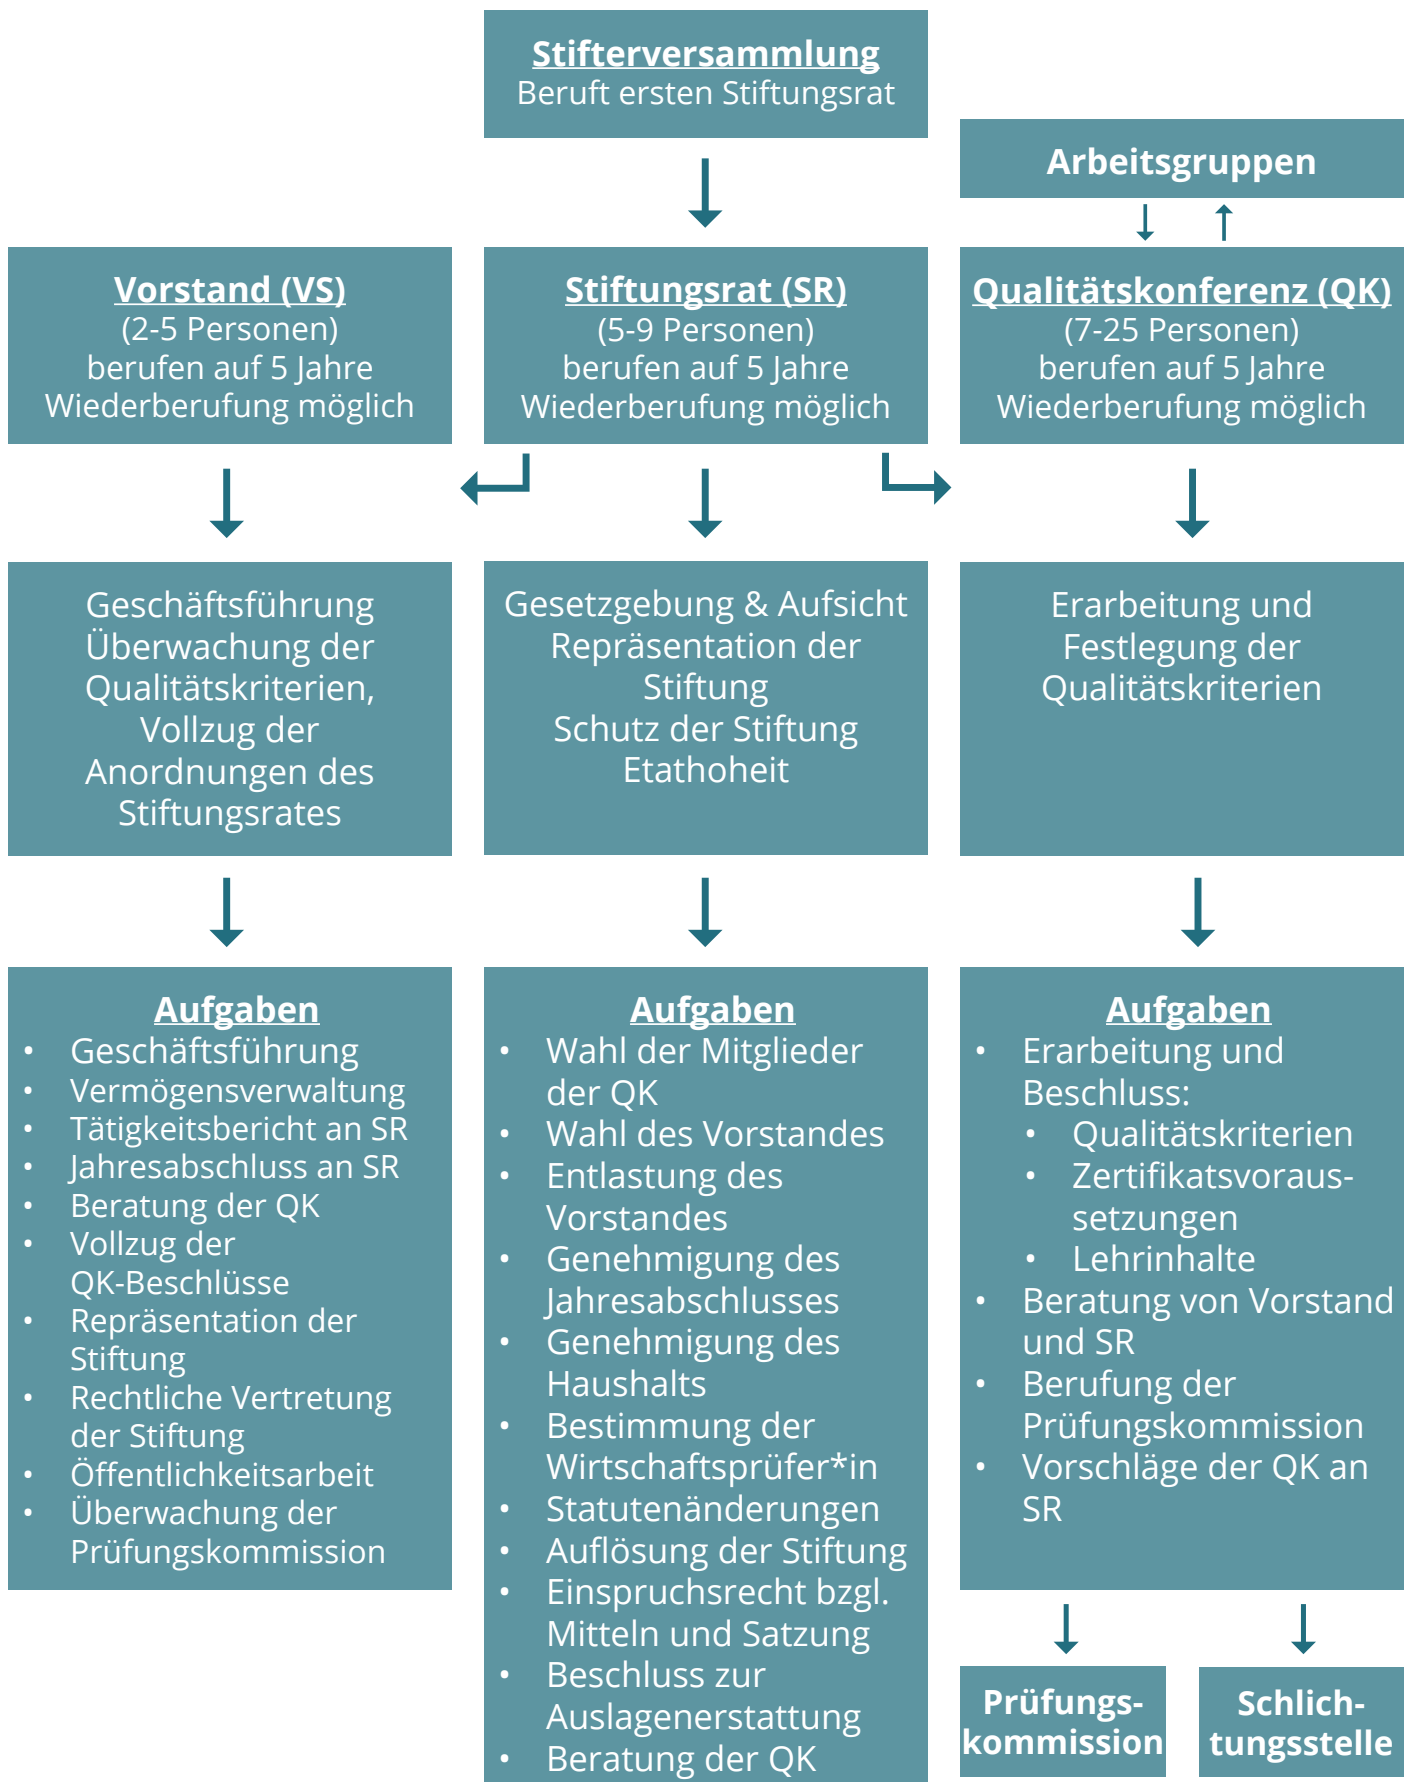 Stifterversammlung
Beruft ersten Stiftungsrat
Arbeitsgruppen
Vorstand (VS)
(2-5 Personen)
berufen auf 5 Jahre
Wiederberufung möglich
Stiftungsrat (SR)
(5-9 Personen)
berufen auf 5 Jahre
Wiederberufung möglich
Qualitätskonferenz (QK)
(7-25 Personen)
berufen auf 5 Jahre
Wiederberufung möglich
Geschäftsführung
Überwachung der
Qualitätskriterien,
Vollzug der
Anordnungen des
Stiftungsrates
Gesetzgebung & Aufsicht
Repräsentation der
Stiftung
Schutz der Stiftung
Etathoheit
Erarbeitung und
Festlegung der
Qualitätskriterien
Aufgaben
• Geschäftsführung
• Vermögensverwaltung
• Tätigkeitsbericht an SR
• Jahresabschluss an SR
• Beratung der QK
• Vollzug der
QK-Beschlüsse
• Repräsentation der
Stiftung
• Rechtliche Vertretung
der Stiftung
• Öffentlichkeitsarbeit
• Überwachung der
Prüfungskommission
Aufgaben
• Wahl der Mitglieder
der QK
• Wahl des Vorstandes
• Entlastung des
Vorstandes
• Genehmigung des
Jahresabschlusses
• Genehmigung des
Haushalts
• Bestimmung der
Wirtschaftsprüfer*in
• Statutenänderungen
• Auflösung der Stiftung
• Einspruchsrecht bzgl.
Mitteln und Satzung
• Beschluss zur
Auslagenerstattung
• Beratung der QK
Aufgaben
• Erarbeitung und
Beschluss:
• Qualitätskriterien
• Zertifikatsvoraus-
setzungen
• Lehrinhalte
• Beratung von Vorstand
und SR
• Berufung der
Prüfungskommission
• Vorschläge der QK an
SR
Prüfungs-
kommission
Schlich-
tungsstelle